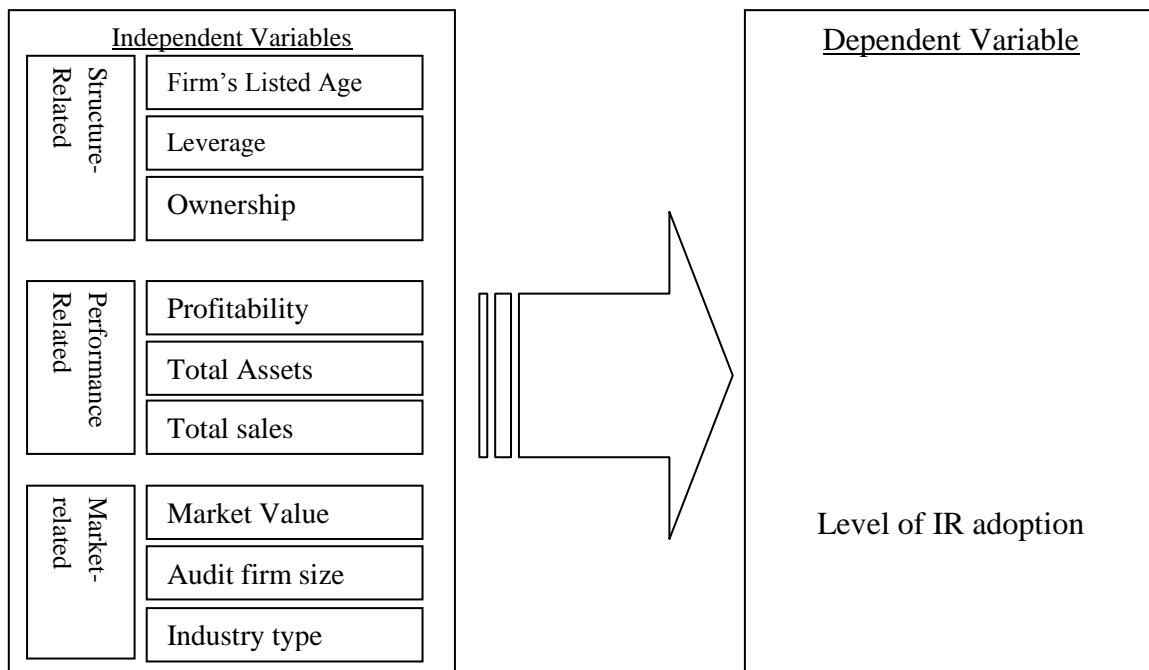 Independent Variables
Structure-
Related
Firm's Listed Age
Leverage
Ownership
Performance
Related
Profitability
Total Assets
Total sales
Market-
related
Market Value
Audit firm size
Industry type
Dependent Variable
Level of IR adoption